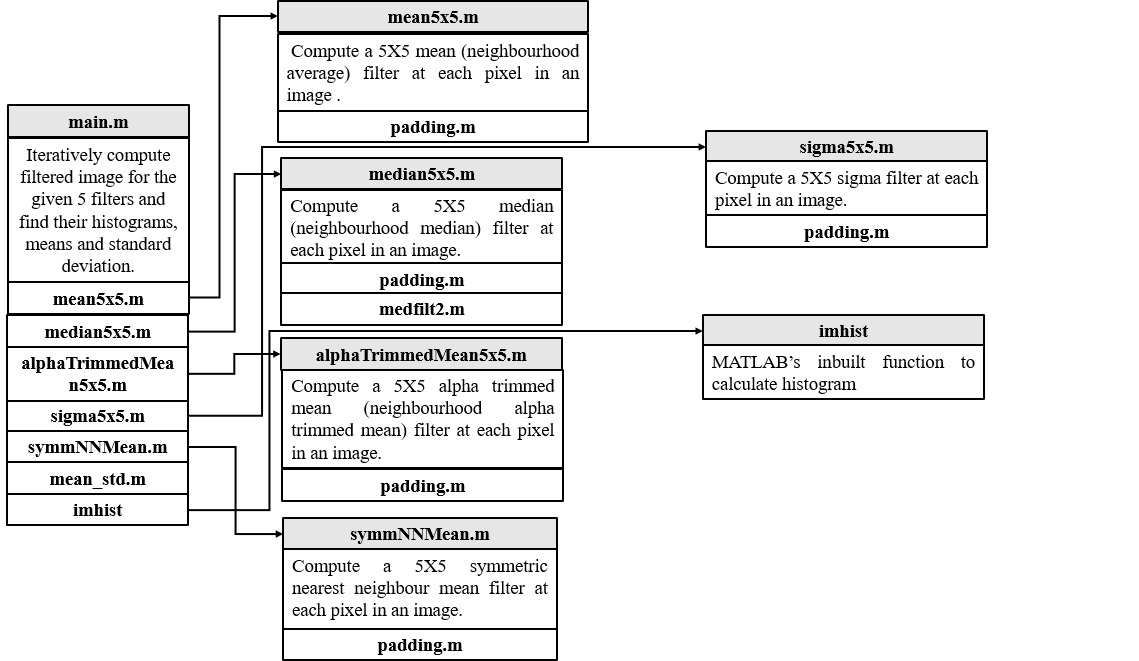 mean5x5.m
Compute a 5X5 mean (neighbourhood
average) filter at each pixel in an
image .
padding.m
main.m
Iteratively compute
filtered image for the
given 5 filters and
find their histograms,
means and standard
deviation.
mean5x5.m
median5x5.m
alphaTrimmedMea
n5x5.m
sigma5x5.m
symmNNMean.m
mean_std.m
imhist
median5x5.m
Compute a 5X5 median
(neighbourhood median) filter at
each pixel in an image.
padding.m
medfilt2.m
alphaTrimmedMean5x5.m
Compute a 5X5 alpha trimmed
mean (neighbourhood alpha
trimmed mean) filter at each pixel
in an image.
padding.m
symmNNMean.m
Compute a 5X5 symmetric
nearest neighbour mean filter at
each pixel in an image.
padding.m
sigma5x5.m
Compute a 5X5 sigma filter at each
pixel in an image.
padding.m
imhist
MATLAB’s inbuilt function to
calculate histogram